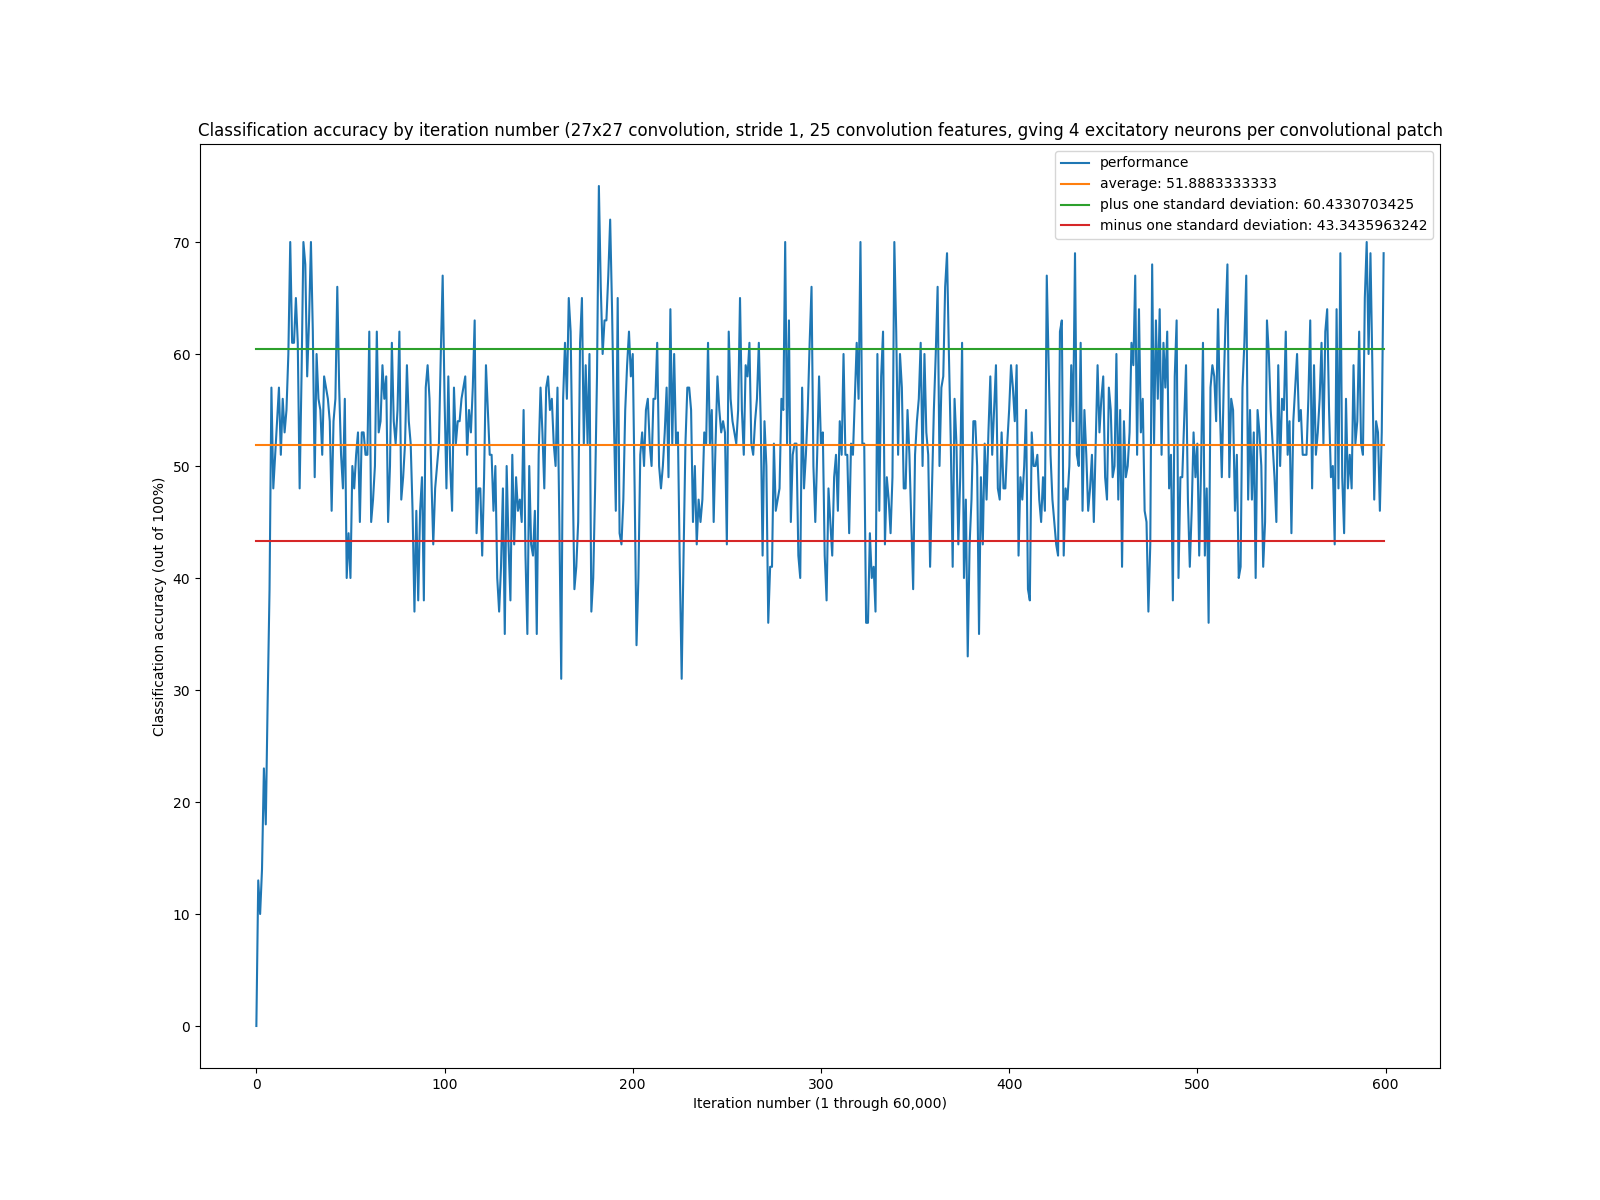 Classification accuracy by iteration number (27x27 convolution, stride 1, 25 convolution features, gving 4 excitatory neurons per convolutional patch
performance
average: 51.8883333333
plus one standard deviation: 60.4330703425
minus one standard deviation: 43.3435963242
Classification accuracy (out of 100%)
70
60
50
40
30
20
10
0
0 100 200 300 400 500 600
Iteration number (1 through 60,000)